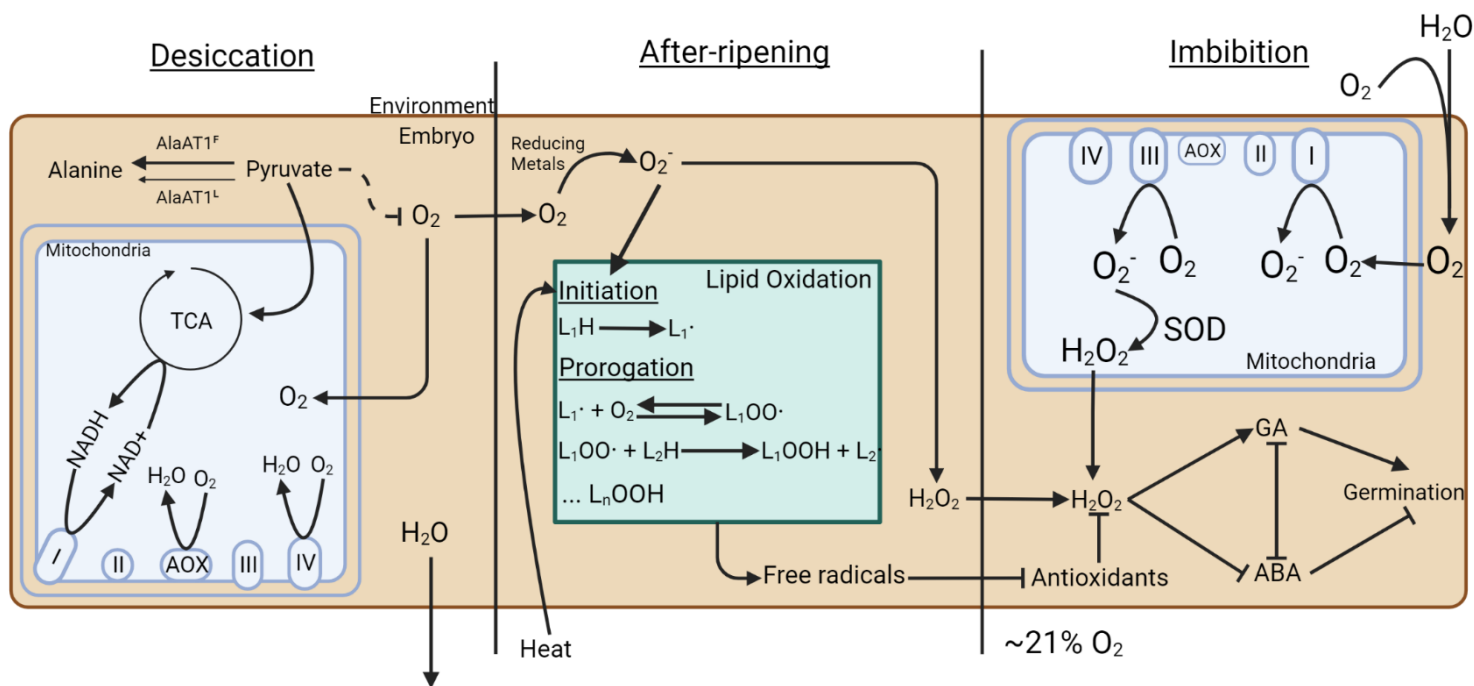 Desiccation
After-ripening
Imbibition
H₂O
O₂
Environment
Embryo
AlaAT1ᶠ
Alanine
Pyruvate
AlaAT1ᴸ
O₂
Mitochondria
TCA
O₂
NADH
NAD+
H₂O O₂
H₂O O₂
I
II
AOX
III
IV
H₂O
Reducing
Metals
O₂⁻
O₂
Lipid Oxidation
Initiation
L₁H L₁·
Prorogation
L₁· + O₂ L₁OO·
L₁OO· + L₂H L₁OOH + L₂·
... LₙOOH
H₂O₂
Free radicals
Heat
IV
III
AOX
II
I
O₂⁻ O₂ O₂⁻ O₂ O₂
SOD
H₂O₂
Mitochondria
GA
H₂O₂
Germination
Antioxidants
ABA
~21% O₂